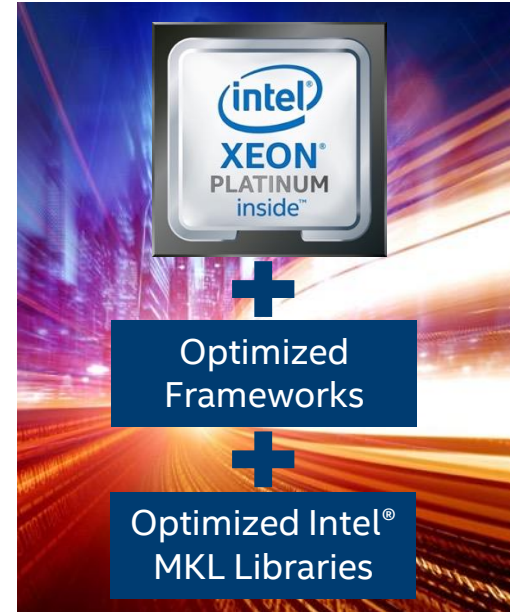 intel®
XEON®
PLATINUM
inside™
+
Optimized
Frameworks
+
Optimized Intel®
MKL Libraries